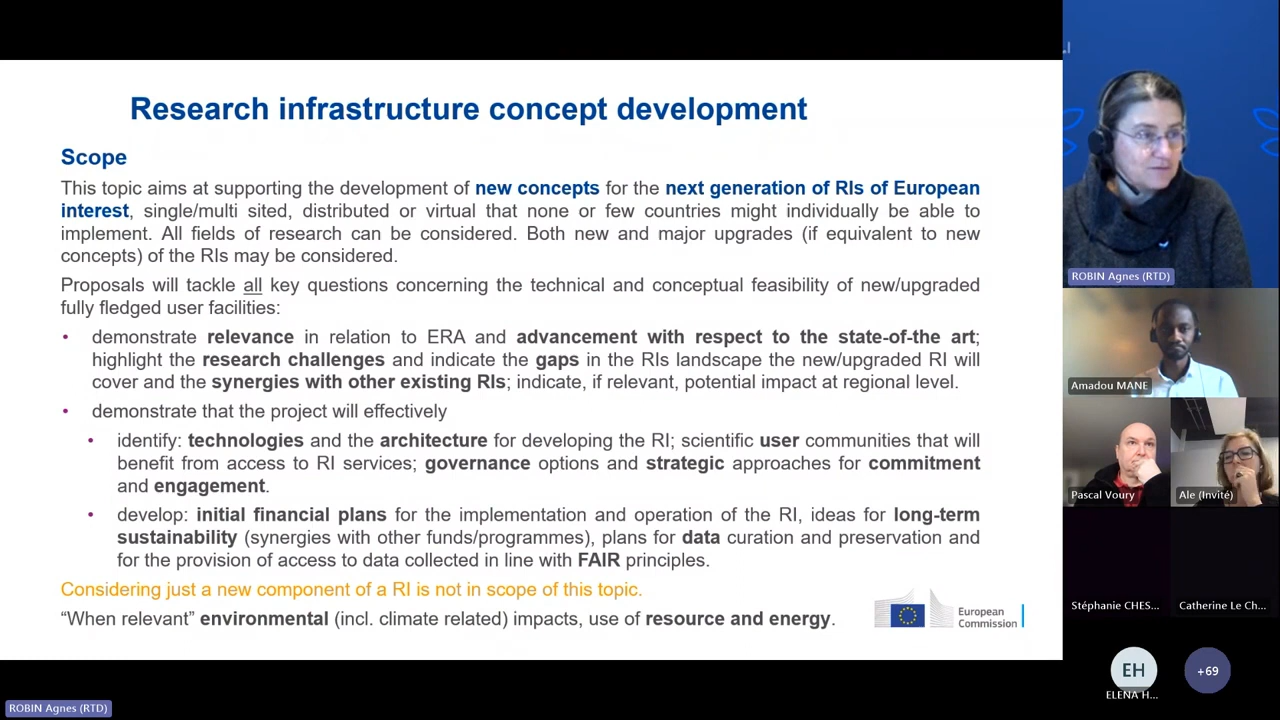 Research infrastructure concept development
Scope
This topic aims at supporting the development of new concepts for the next generation of RIs of European
interest, single/multi sited, distributed or virtual that none or few countries might individually be able to
implement. All fields of research can be considered. Both new and major upgrades (if equivalent to new
concepts) of the RIs may be considered.
Proposals will tackle all key questions concerning the technical and conceptual feasibility of new/upgraded
fully fledged user facilities:
• demonstrate relevance in relation to ERA and advancement with respect to the state-of-the art;
highlight the research challenges and indicate the gaps in the RIs landscape the new/upgraded RI will
cover and the synergies with other existing RIs; indicate, if relevant, potential impact at regional level.
• demonstrate that the project will effectively
• identify: technologies and the architecture for developing the RI; scientific user communities that will
benefit from access to RI services; governance options and strategic approaches for commitment
and engagement.
• develop: initial financial plans for the implementation and operation of the RI, ideas for long-term
sustainability (synergies with other funds/programmes), plans for data curation and preservation and
for the provision of access to data collected in line with FAIR principles.
Considering just a new component of a RI is not in scope of this topic.
“When relevant” environmental (incl. climate related) impacts, use of resource and energy.
European
Commission
ROBIN Agnes (RTD)
Amadou MANE
Pascal Voury
Ale (Invité)
Stéphanie CHES...
Catherine Le Ch...
EH
ELENA H...
+69
ROBIN Agnes (RTD)